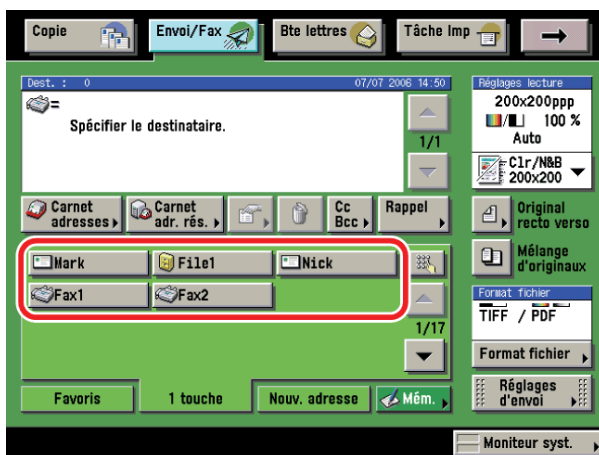 Copie
Envoi/Fax
Bte lettres
Tâche Imp
Dest. : 0
07/07 2006 14:50
=
Spécifier le destinataire.
1/1
Carnet
adresses
Carnet
adr. rés.
Cc
Bcc
Rappel
Mark
File1
Nick
Fax1
Fax2
1/17
Favoris
1 touche
Nouv. adresse
Mém.
Réglages lecture
200x200ppp
100 %
Auto
Clr/N&B
200x200
Original
recto verso
Mélange
d'originaux
Format fichier
TIFF / PDF
Format fichier
Réglages
d'envoi
Moniteur syst.